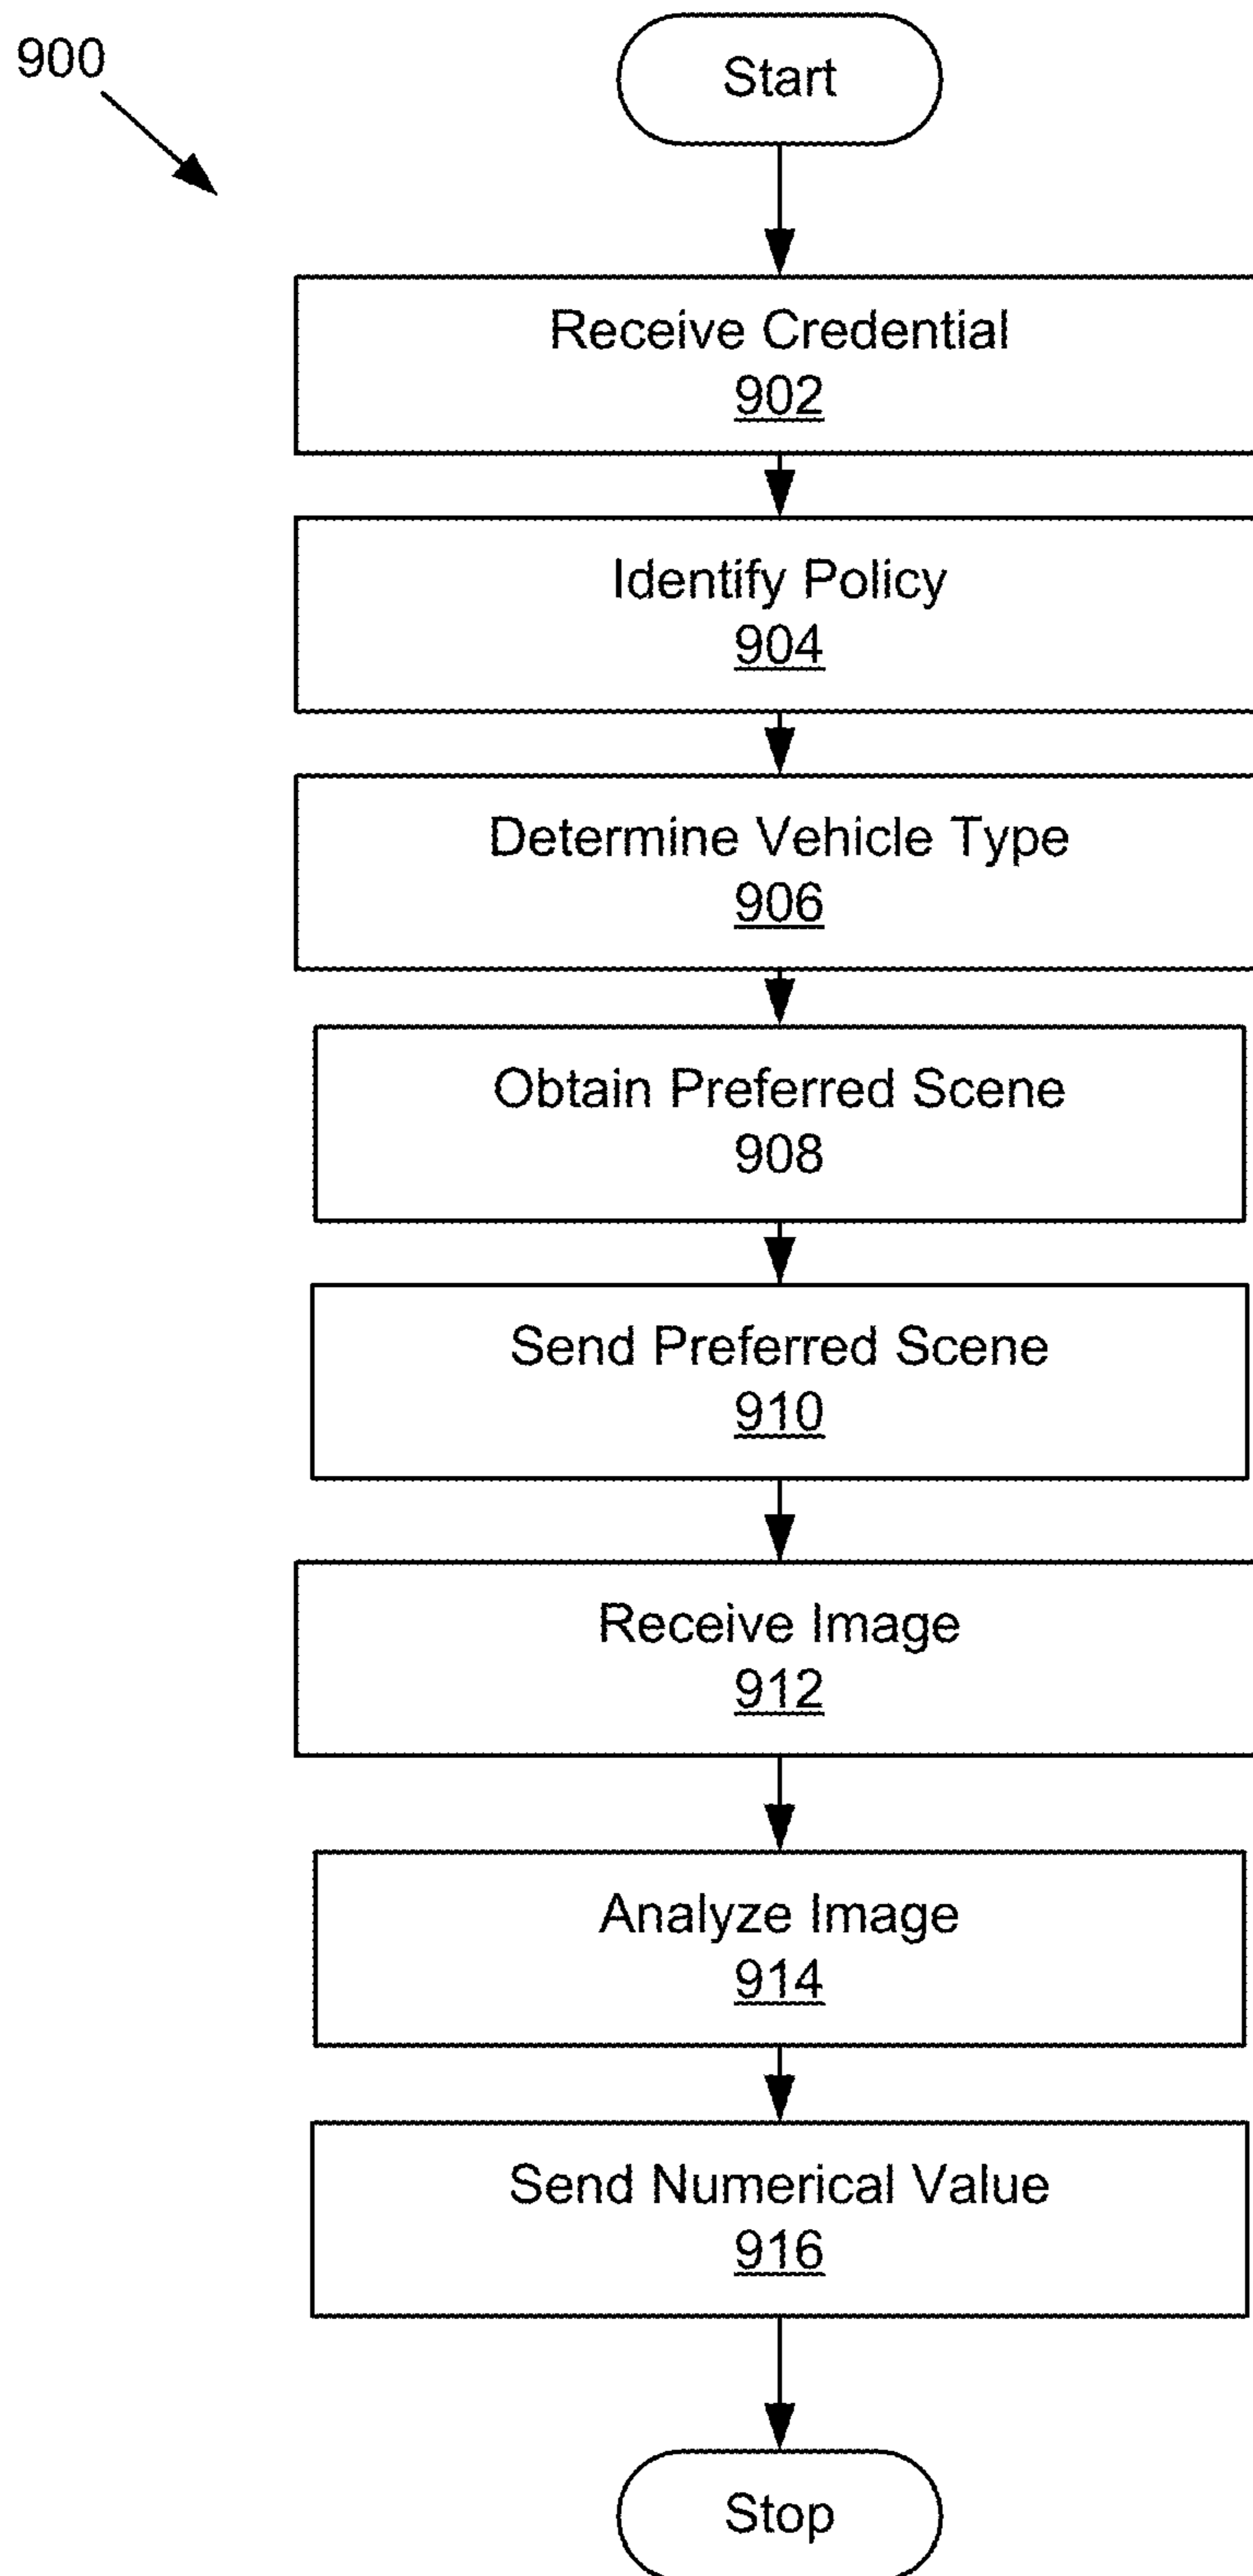 900
Start
Receive Credential
902
Identify Policy
904
Determine Vehicle Type
906
Obtain Preferred Scene
908
Send Preferred Scene
910
Receive Image
912
Analyze Image
914
Send Numerical Value
916
Stop